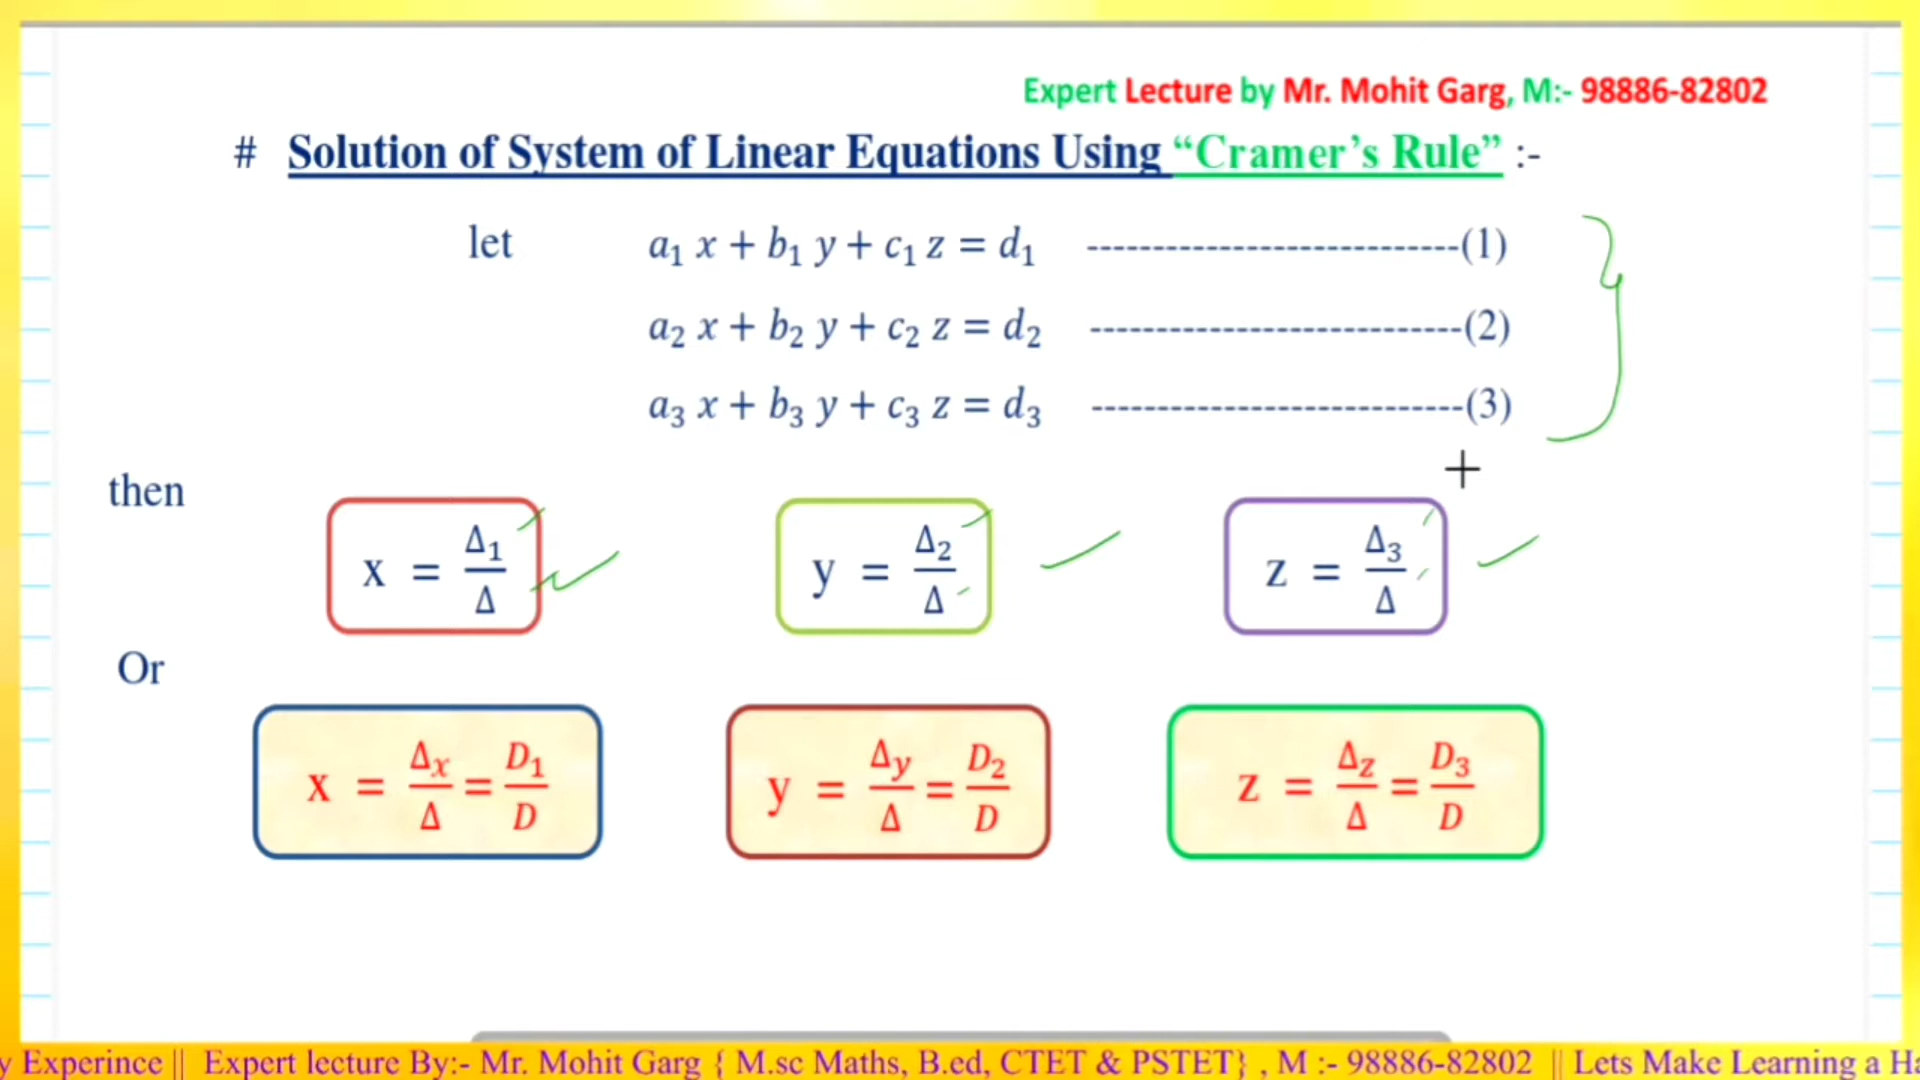 Expert Lecture by Mr. Mohit Garg, M:- 98886-82802
# Solution of System of Linear Equations Using “Cramer’s Rule” :-
let a₁ x + b₁ y + c₁ z = d₁ ----------------------------(1)
a₂ x + b₂ y + c₂ z = d₂ ----------------------------(2)
a₃ x + b₃ y + c₃ z = d₃ ----------------------------(3)
then
x = Δ₁/Δ y = Δ₂/Δ z = Δ₃/Δ
Or
x = Δₓ/Δ = D₁/D y = Δy/Δ = D₂/D z = Δz/Δ = D₃/D
y Experince || Expert lecture By:- Mr. Mohit Garg { M.sc Maths, B.ed, CTET & PSTET} , M :- 98886-82802 || Lets Make Learning a Ha